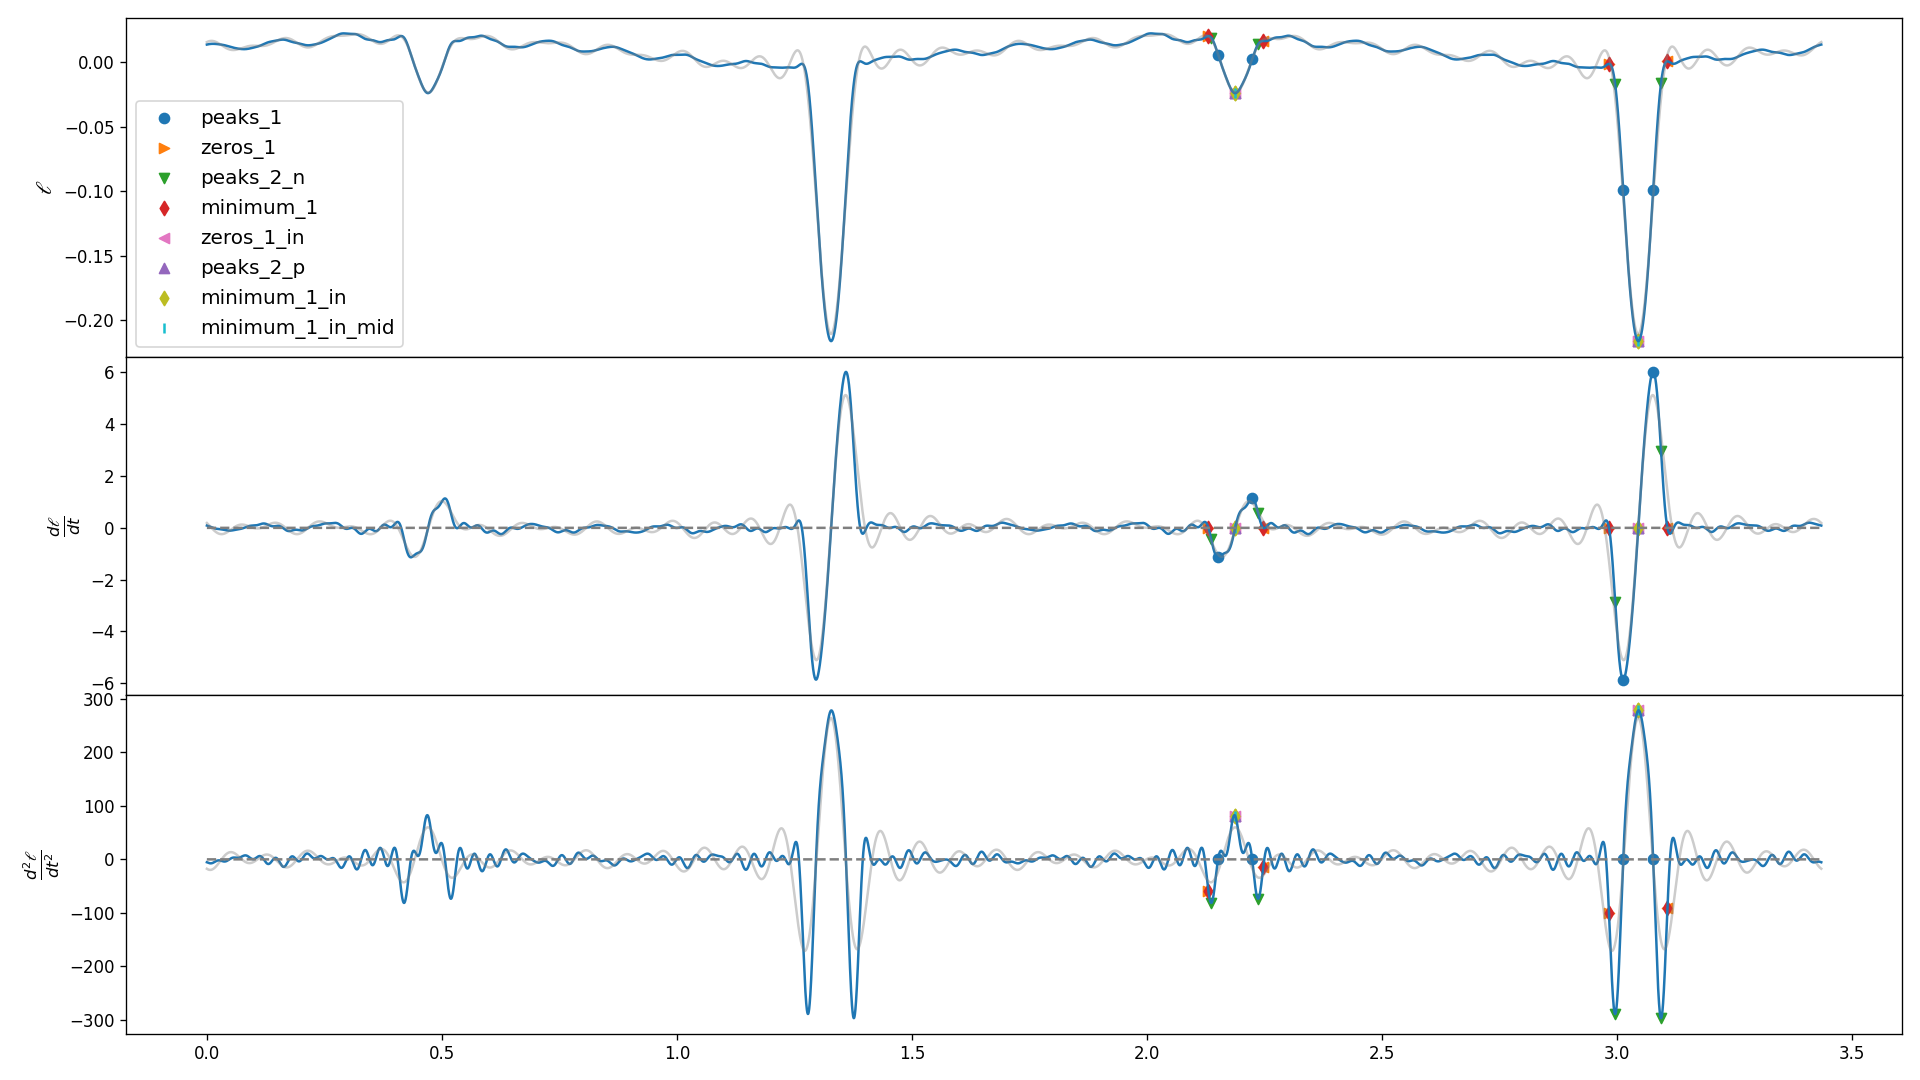 0.00
−0.05
−0.10
−0.15
−0.20
ℓ
peaks_1
zeros_1
peaks_2_n
minimum_1
zeros_1_in
peaks_2_p
minimum_1_in
minimum_1_in_mid
6
4
2
0
−2
−4
−6
dℓ
dt
300
200
100
0
−100
−200
−300
d²ℓ
dt²
0.0 0.5 1.0 1.5 2.0 2.5 3.0 3.5